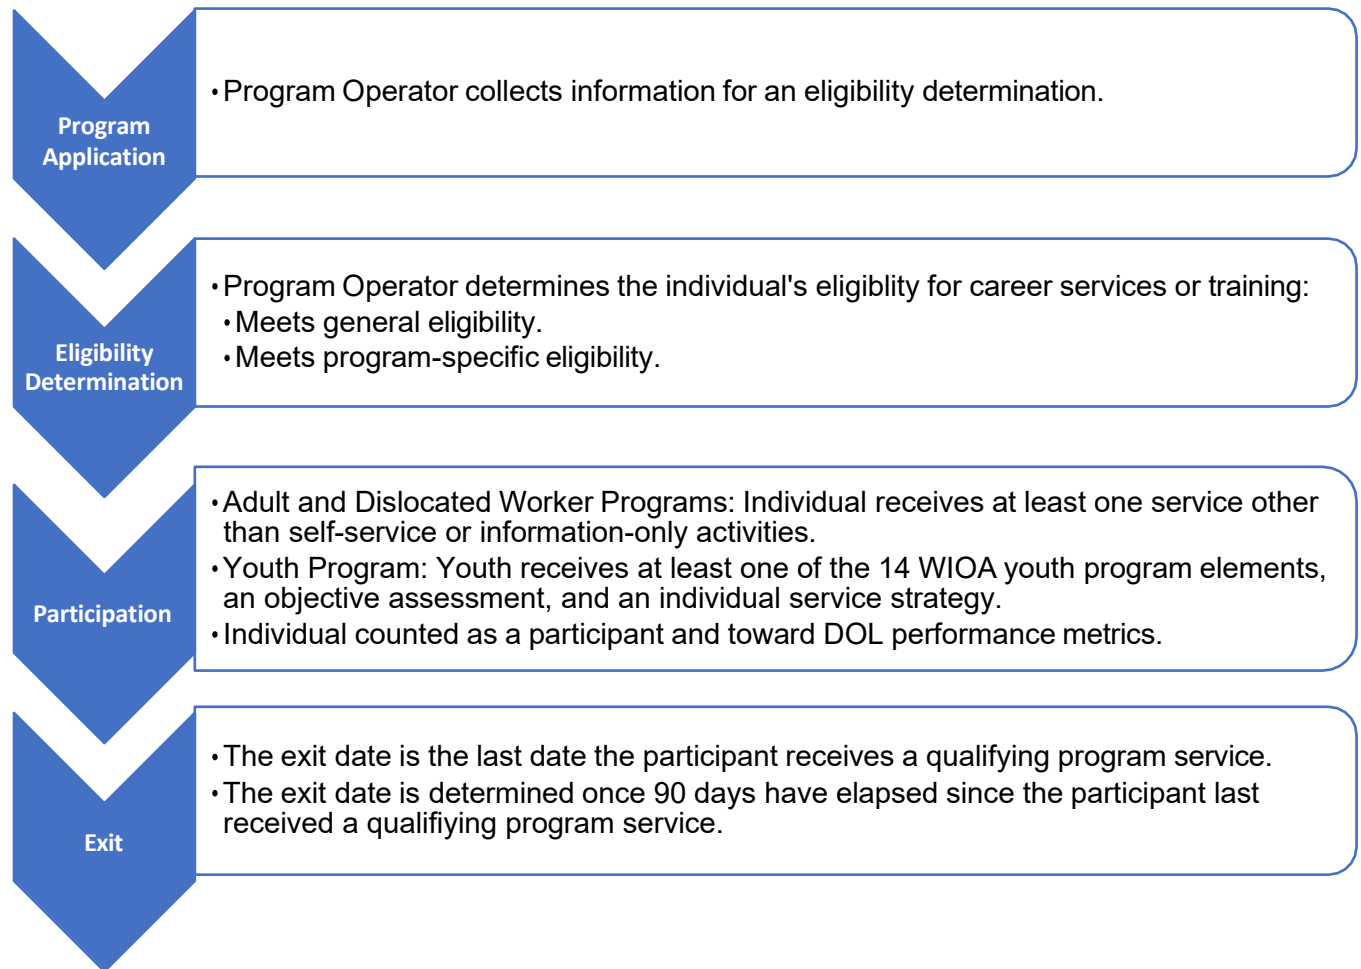 Program
Application
•Program Operator collects information for an eligibility determination.
Eligibility
Determination
•Program Operator determines the individual's eligiblity for career services or training:
•Meets general eligibility.
•Meets program-specific eligibility.
Participation
•Adult and Dislocated Worker Programs: Individual receives at least one service other
than self-service or information-only activities.
•Youth Program: Youth receives at least one of the 14 WIOA youth program elements,
an objective assessment, and an individual service strategy.
•Individual counted as a participant and toward DOL performance metrics.
Exit
•The exit date is the last date the participant receives a qualifying program service.
•The exit date is determined once 90 days have elapsed since the participant last
received a qualifiying program service.